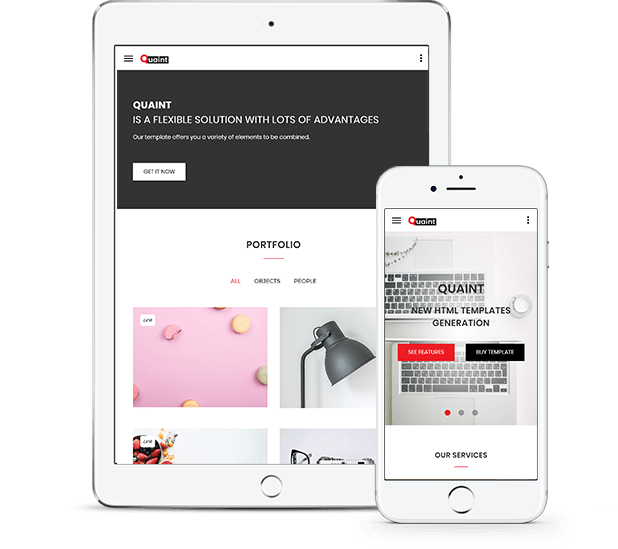 Quaint
QUAINT
IS A FLEXIBLE SOLUTION WITH LOTS OF ADVANTAGES
Our template offers you a variety of elements to be combined.
GET IT NOW
PORTFOLIO
ALL OBJECTS PEOPLE
Link
Link
Quaint
QUAINT
NEW HTML TEMPLATES
GENERATION
SEE FEATURES BUY TEMPLATE
OUR SERVICES